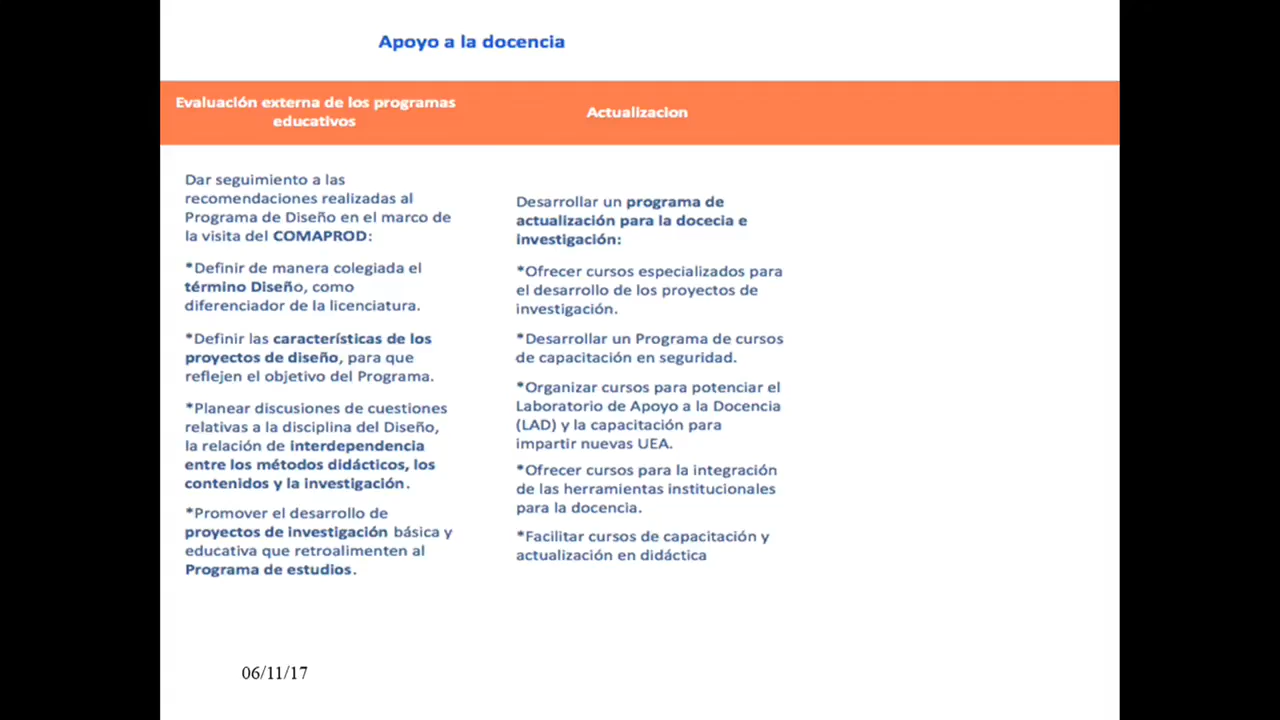 Apoyo a la docencia
Evaluación externa de los programas
educativos
Actualizacion
Dar seguimiento a las
recomendaciones realizadas al
Programa de Diseño en el marco de
la visita del COMAPROD:
*Definir de manera colegiada el
término Diseño, como
diferenciador de la licenciatura.
*Definir las características de los
proyectos de diseño, para que
reflejen el objetivo del Programa.
*Planear discusiones de cuestiones
relativas a la disciplina del Diseño,
la relación de interdependencia
entre los métodos didácticos, los
contenidos y la investigación.
*Promover el desarrollo de
proyectos de investigación básica y
educativa que retroalimenten al
Programa de estudios.
Desarrollar un programa de
actualización para la dococia e
investigación:
*Ofrecer cursos especializados para
el desarrollo de los proyectos de
investigación.
*Desarrollar un Programa de cursos
de capacitación en seguridad.
*Organizar cursos para potenciar el
Laboratorio de Apoyo a la Docencia
(LAD) y la capacitación para
impartir nuevas UEA.
*Ofrecer cursos para la integración
de las herramientas institucionales
para la docencia.
*Facilitar cursos de capacitación y
actualización en didáctica
06/11/17